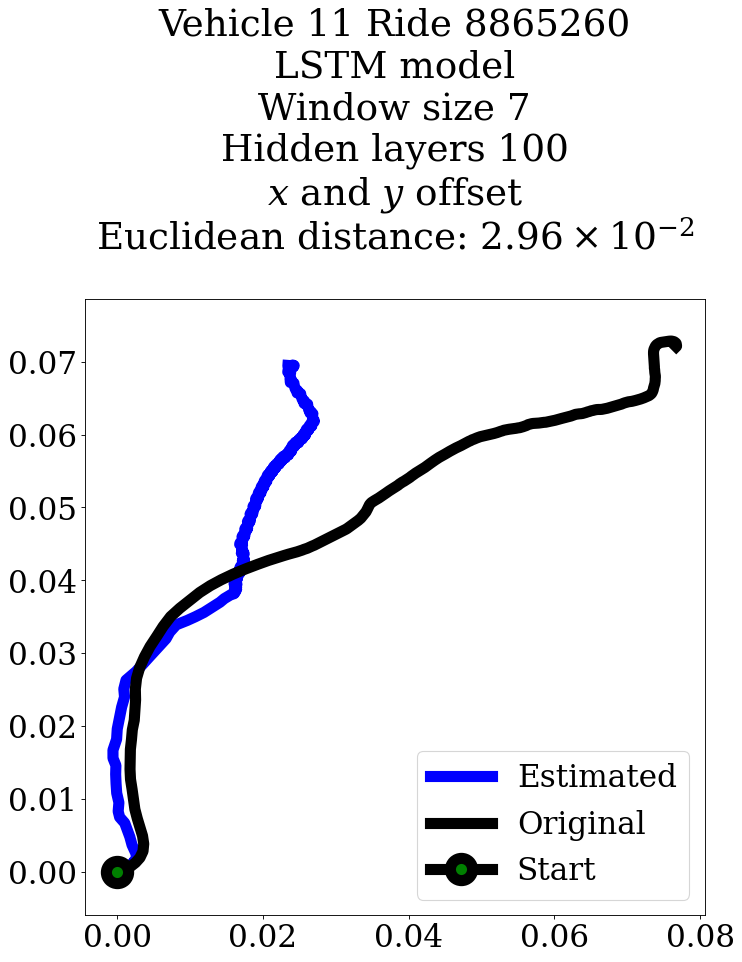 Vehicle 11 Ride 8865260
LSTM model
Window size 7
Hidden layers 100
x and y offset
Euclidean distance: 2.96 × 10⁻²
0.07
0.06
0.05
0.04
0.03
0.02
0.01
0.00
Estimated
Original
Start
0.00 0.02 0.04 0.06 0.08